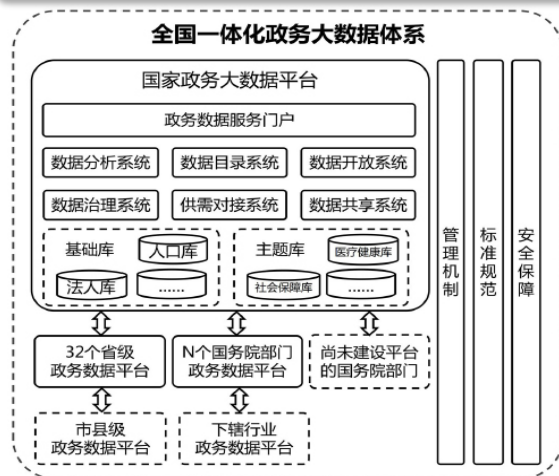 全国一体化政务大数据体系
国家政务大数据平台
政务数据服务门户
数据分析系统
数据目录系统
数据开放系统
数据治理系统
供需对接系统
数据共享系统
基础库
人口库
法人库
......
主题库
医疗健康库
社会保障库
......
32个省级
政务数据平台
N个国务院部门
政务数据平台
尚未建设平台
的国务院部门
市县级
政务数据平台
下辖行业
政务数据平台
管理机制
标准规范
安全保障